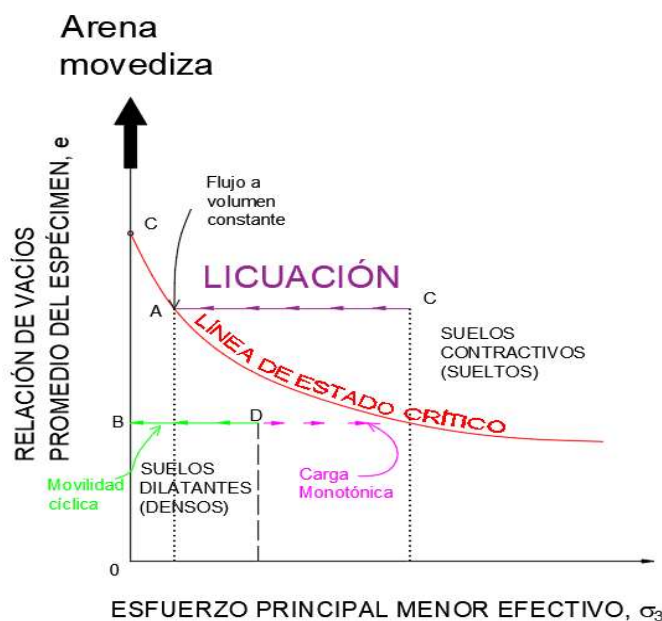 Arena
movediza
RELACIÓN DE VACÍOS
PROMEDIO DEL ESPÉCIMEN, e
Flujo a
volumen
constante
C
LICUACIÓN
C
A
LÍNEA DE ESTADO CRÍTICO
SUELOS
CONTRACTIVOS
(SUELTOS)
B
D
Movilidad
cíclica
SUELOS
DILATANTES
(DENSOS)
Carga
Monotónica
0
ESFUERZO PRINCIPAL MENOR EFECTIVO, σ3